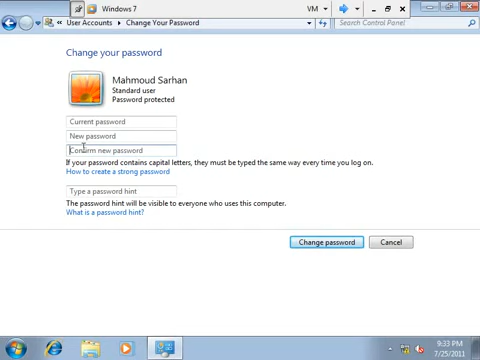 Windows 7
VM
User Accounts
Change Your Password
Search Control Panel
Change your password
Mahmoud Sarhan
Standard user
Password protected
Current password
New password
Confirm new password
If your password contains capital letters, they must be typed the same way every time you log on.
How to create a strong password
Type a password hint
The password hint will be visible to everyone who uses this computer.
What is a password hint?
Change password Cancel
9:33 PM
7/25/2011